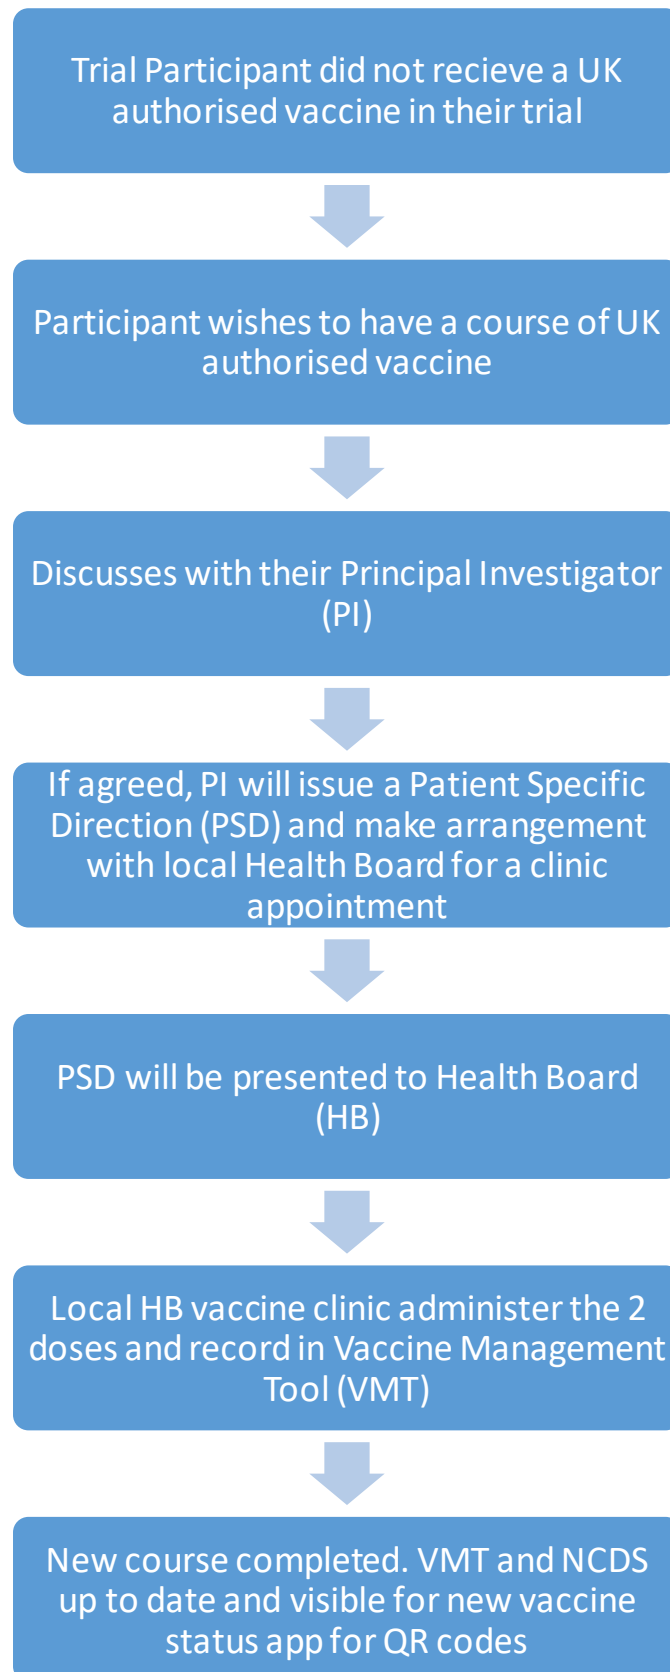 Trial Participant did not recieve a UK
authorised vaccine in their trial
Participant wishes to have a course of UK
authorised vaccine
Discusses with their Principal Investigator
(PI)
If agreed, PI will issue a Patient Specific
Direction (PSD) and make arrangement
with local Health Board for a clinic
appointment
PSD will be presented to Health Board
(HB)
Local HB vaccine clinic administer the 2
doses and record in Vaccine Management
Tool (VMT)
New course completed. VMT and NCDS
up to date and visible for new vaccine
status app for QR codes